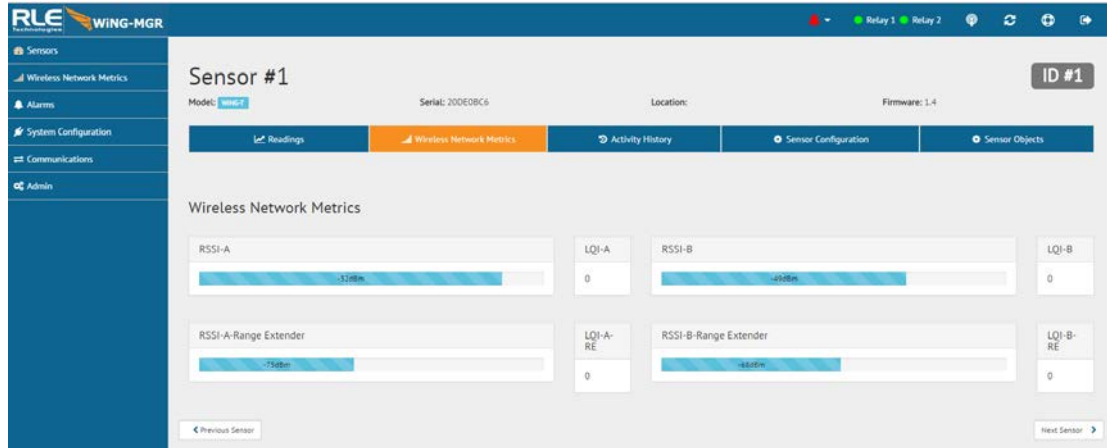 RLE WiNG-MGR
Technologies
Relay 1 Relay 2
Sensors
Wireless Network Metrics
Alarms
System Configuration
Communications
Admin
Sensor #1
ID #1
Model: WiNG-T Serial: 20DE0BC6 Location: Firmware: 1.4
Readings Wireless Network Metrics Activity History Sensor Configuration Sensor Objects
Wireless Network Metrics
RSSI-A LQI-A RSSI-B LQI-B
-32dBm 0 -49dBm 0
RSSI-A-Range Extender LQI-A-RE RSSI-B-Range Extender LQI-B-RE
-75dBm 0 -68dBm 0
Previous Sensor Next Sensor